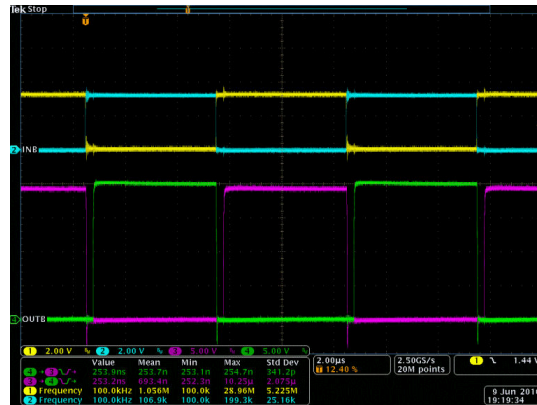 Tek Stop
2 INB
4 OUTB
1 2.00 V 2 2.00 V 3 5.00 V 4 5.00 V
Value Mean Min Max Std Dev
253.9ns 253.7n 253.1n 254.7n 341.2p
253.2ns 693.4n 252.3n 10.25µ 2.075µ
1 Frequency 100.0kHz 1.056M 100.0k 28.96M 5.225M
2 Frequency 100.0kHz 106.9k 100.0k 199.3k 25.16k
2.00µs
12.40 %
2.50GS/s
20M points
1 1.44 V
9 Jun 201
19:19:34